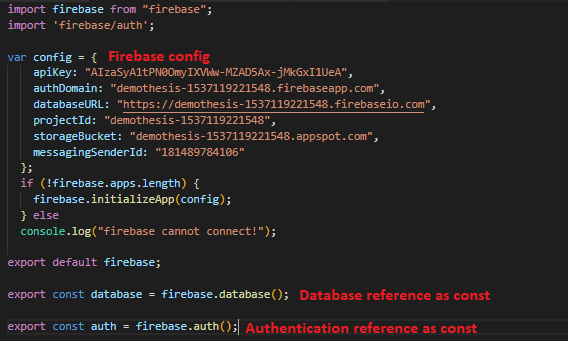 import firebase from "firebase";
import 'firebase/auth';
var config = { Firebase config
apiKey: "AIzaSyA1tPN0OmyIXVWw-MZAD5Ax-jMkGxI1UeA",
authDomain: "demothesis-1537119221548.firebaseapp.com",
databaseURL: "https://demothesis-1537119221548.firebaseio.com",
projectId: "demothesis-1537119221548",
storageBucket: "demothesis-1537119221548.appspot.com",
messagingSenderId: "181489784106"
};
if (!firebase.apps.length) {
firebase.initializeApp(config);
} else
console.log("firebase cannot connect!");
export default firebase;
export const database = firebase.database(); Database reference as const
export const auth = firebase.auth(); Authentication reference as const